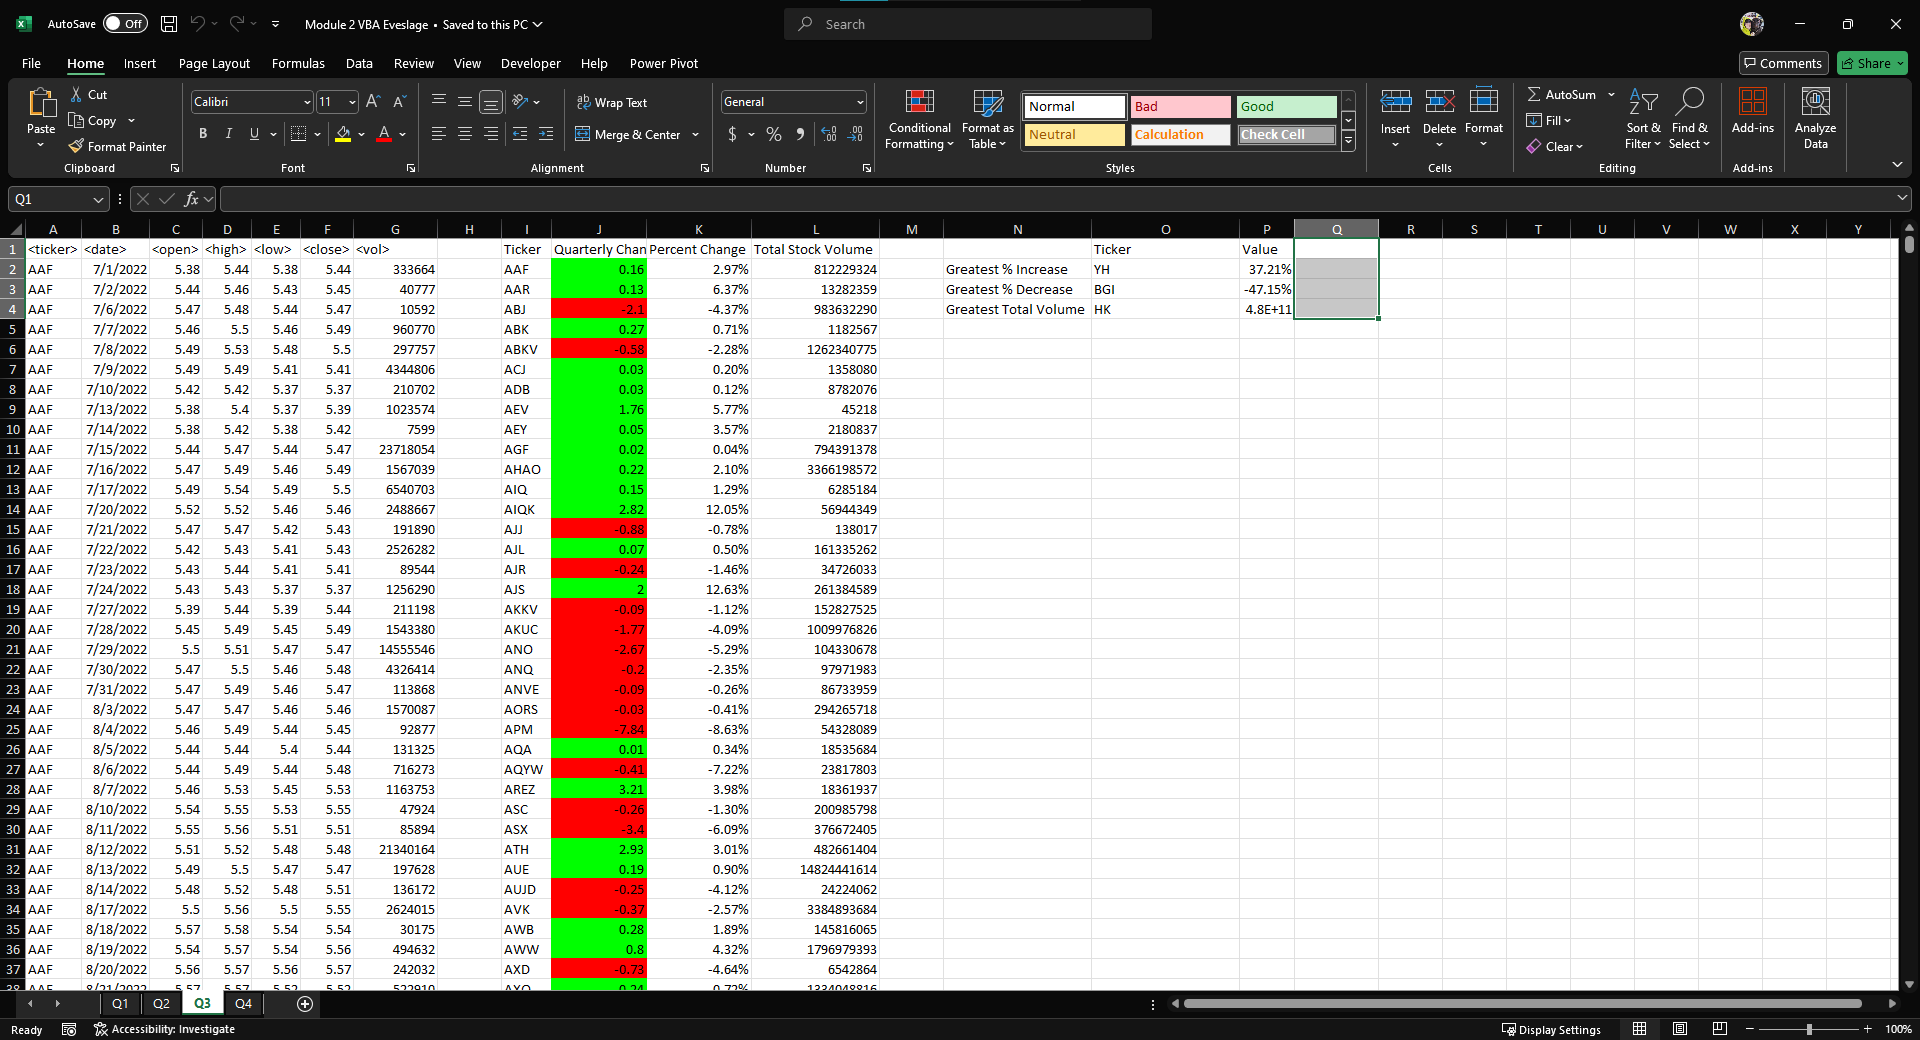 AutoSave Off Module 2 VBA Eveslage • Saved to this PC Search
File Home Insert Page Layout Formulas Data Review View Developer Help Power Pivot Comments Share
Paste Cut Copy Format Painter Clipboard
Calibri 11 B I U A Font
Wrap Text Merge & Center Alignment
General $ % Number
Conditional Formatting Format as Table Normal Bad Good Neutral Calculation Check Cell Styles
Insert Delete Format Cells
AutoSum Fill Clear Sort & Filter Find & Select Editing
Add-ins Add-ins Analyze Data
Q1 fx
A B C D E F G H I J K L M N O P Q R S T U V W X Y
1 <ticker> <date> <open> <high> <low> <close> <vol> Ticker Quarterly Chan Percent Change Total Stock Volume Ticker Value
2 AAF 7/1/2022 5.38 5.44 5.38 5.44 333664 AAF 0.16 2.97% 812229324 Greatest % Increase YH 37.21%
3 AAF 7/2/2022 5.44 5.46 5.43 5.45 40777 AAR 0.13 6.37% 13282359 Greatest % Decrease BGI -47.15%
4 AAF 7/6/2022 5.47 5.48 5.44 5.47 10592 ABJ -2.1 -4.37% 983632290 Greatest Total Volume HK 4.8E+11
5 AAF 7/7/2022 5.46 5.5 5.46 5.49 960770 ABK 0.27 0.71% 1182567
6 AAF 7/8/2022 5.49 5.53 5.48 5.5 297757 ABKV -0.58 -2.28% 1262340775
7 AAF 7/9/2022 5.49 5.49 5.41 5.41 4344806 ACJ 0.03 0.20% 1358080
8 AAF 7/10/2022 5.42 5.42 5.37 5.37 210702 ADB 0.03 0.12% 8782076
9 AAF 7/13/2022 5.38 5.4 5.37 5.39 1023574 AEV 1.76 5.77% 45218
10 AAF 7/14/2022 5.38 5.42 5.38 5.42 7599 AEY 0.05 3.57% 2180837
11 AAF 7/15/2022 5.44 5.47 5.44 5.47 23718054 AGF 0.02 0.04% 794391378
12 AAF 7/16/2022 5.47 5.49 5.46 5.49 1567039 AHAO 0.22 2.10% 3366198572
13 AAF 7/17/2022 5.49 5.54 5.49 5.5 6540703 AIQ 0.15 1.29% 6285184
14 AAF 7/20/2022 5.52 5.52 5.46 5.46 2488667 AIQK 2.82 12.05% 56944349
15 AAF 7/21/2022 5.47 5.47 5.42 5.43 191890 AJJ -0.88 -0.78% 138017
16 AAF 7/22/2022 5.42 5.43 5.41 5.43 2526282 AJL 0.07 0.50% 161335262
17 AAF 7/23/2022 5.43 5.44 5.41 5.41 89544 AJR -0.24 -1.46% 34726033
18 AAF 7/24/2022 5.43 5.43 5.37 5.37 1256290 AJS 2 12.63% 261384589
19 AAF 7/27/2022 5.39 5.44 5.39 5.44 211198 AKKV -0.09 -1.12% 152827525
20 AAF 7/28/2022 5.45 5.49 5.45 5.49 1543380 AKUC -1.77 -4.09% 1009976826
21 AAF 7/29/2022 5.5 5.51 5.47 5.47 14555546 ANO -2.67 -5.29% 104330678
22 AAF 7/30/2022 5.47 5.5 5.46 5.48 4326414 ANQ -0.2 -2.35% 97971983
23 AAF 7/31/2022 5.47 5.49 5.46 5.47 113868 ANVE -0.09 -0.26% 86733959
24 AAF 8/3/2022 5.47 5.47 5.46 5.46 1570087 AORS -0.03 -0.41% 294265718
25 AAF 8/4/2022 5.46 5.49 5.44 5.45 92877 APM -7.84 -8.63% 54328089
26 AAF 8/5/2022 5.44 5.44 5.4 5.44 131325 AQA 0.01 0.34% 18535684
27 AAF 8/6/2022 5.44 5.49 5.44 5.48 716273 AQYW -0.41 -7.22% 23817803
28 AAF 8/7/2022 5.46 5.53 5.45 5.53 1163753 AREZ 3.21 3.98% 18361937
29 AAF 8/10/2022 5.54 5.55 5.53 5.55 47924 ASC -0.26 -1.30% 200985798
30 AAF 8/11/2022 5.55 5.56 5.51 5.51 85894 ASX -3.4 -6.09% 376672405
31 AAF 8/12/2022 5.51 5.52 5.48 5.48 21340164 ATH 2.93 3.01% 482661404
32 AAF 8/13/2022 5.49 5.5 5.47 5.47 197628 AUE 0.19 0.90% 14824441614
33 AAF 8/14/2022 5.48 5.52 5.48 5.51 136172 AUJD -0.25 -4.12% 24224062
34 AAF 8/17/2022 5.5 5.56 5.5 5.55 2624015 AVK -0.37 -2.57% 3384893684
35 AAF 8/18/2022 5.57 5.58 5.54 5.54 30175 AWB 0.28 1.89% 145816065
36 AAF 8/19/2022 5.54 5.57 5.54 5.56 494632 AWW 0.8 4.32% 1796979393
37 AAF 8/20/2022 5.56 5.57 5.56 5.57 242032 AXD -0.73 -4.64% 6542864
Q1 Q2 Q3 Q4
Ready Accessibility: Investigate Display Settings 100%